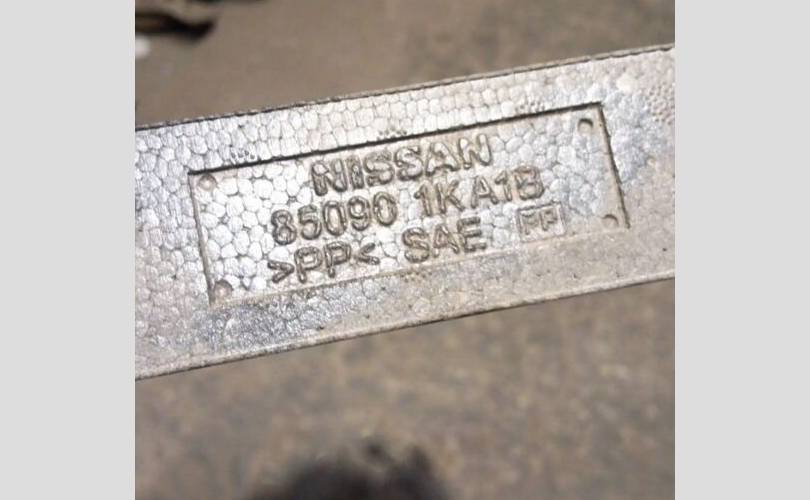 NISSAN
85090 1KA1B
>PP< SAE PP